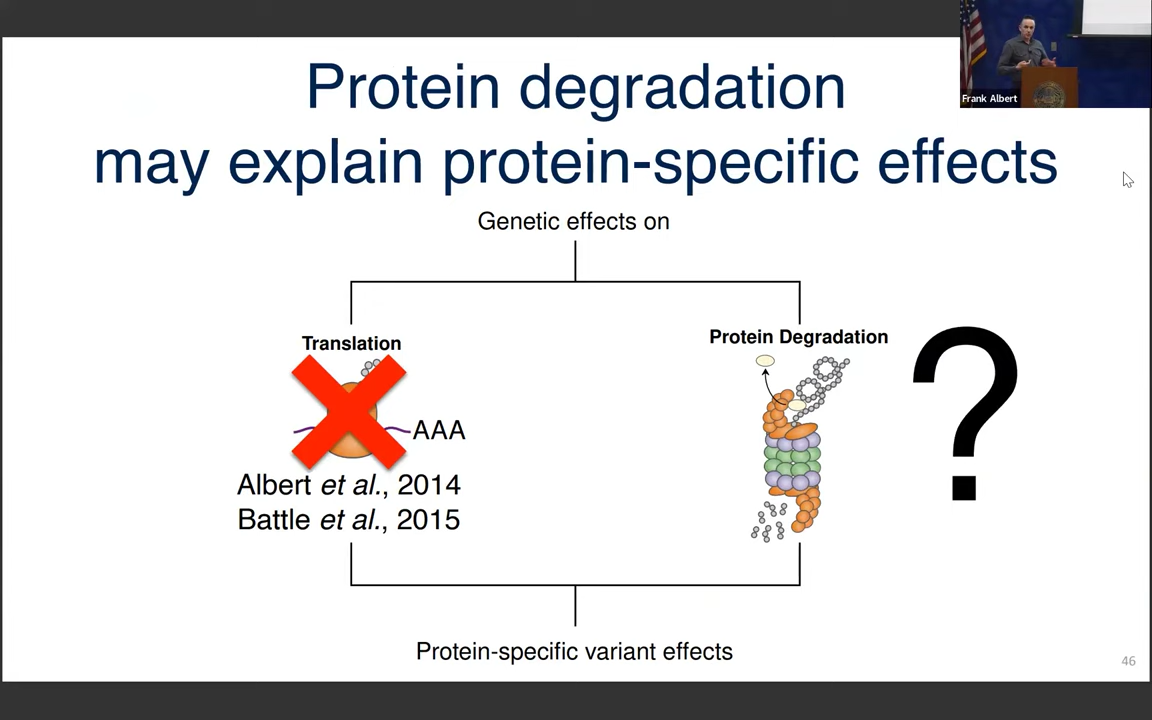 Protein degradation
may explain protein-specific effects
Frank Albert
Genetic effects on
Translation
Protein Degradation
AAA
?
Albert et al., 2014
Battle et al., 2015
Protein-specific variant effects
46